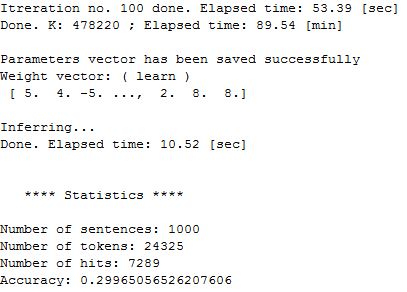 Itreration no. 100 done. Elapsed time: 53.39 [sec]
Done. K: 478220 ; Elapsed time: 89.54 [min]
Parameters vector has been saved successfully
Weight vector: ( learn )
[ 5. 4. -5. ..., 2. 8. 8.]
Inferring...
Done. Elapsed time: 10.52 [sec]
**** Statistics ****
Number of sentences: 1000
Number of tokens: 24325
Number of hits: 7289
Accuracy: 0.29965056526207606